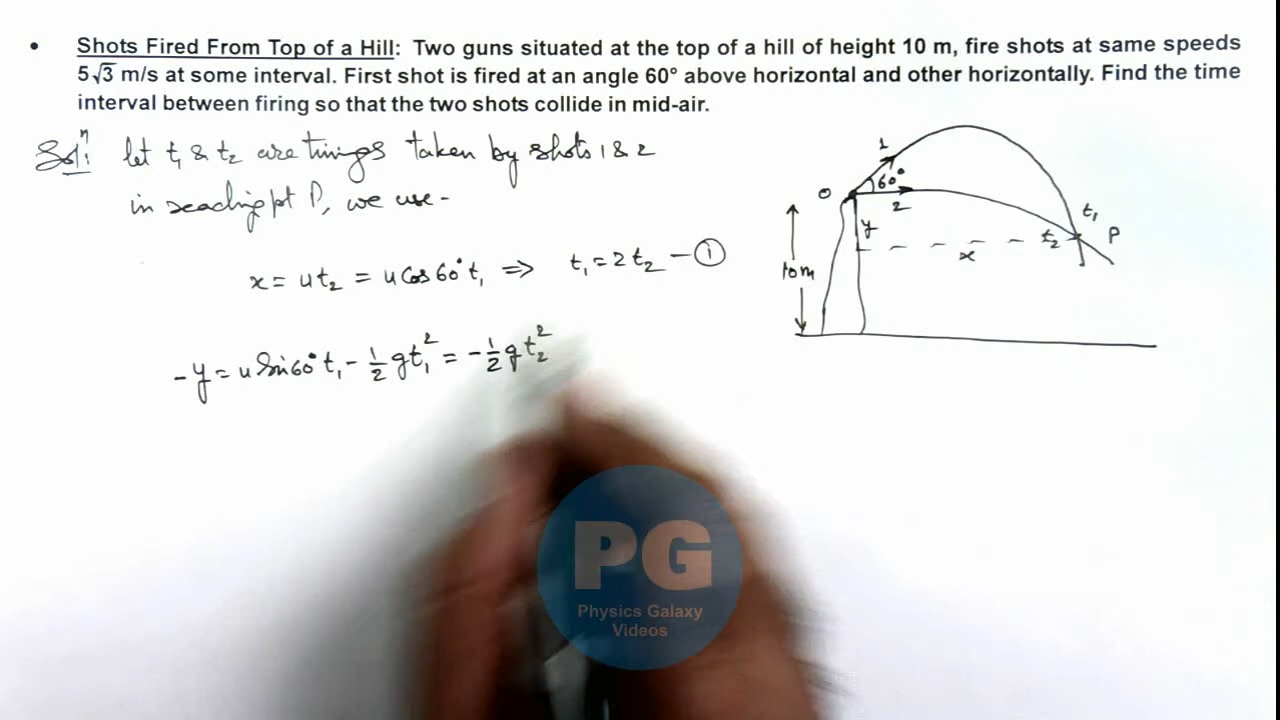 • Shots Fired From Top of a Hill: Two guns situated at the top of a hill of height 10 m, fire shots at same speeds
5√3 m/s at some interval. First shot is fired at an angle 60° above horizontal and other horizontally. Find the time
interval between firing so that the two shots collide in mid-air.
Solⁿ: let t₁ & t₂ are timings taken by shots 1 & 2
in reaching pt P, we use -
x = ut₂ = u cos 60° t₁ ⇒ t₁ = 2t₂ — ①
-y = u sin 60° t₁ - ½gt₁² = -½gt₂²
1
60°
O
2
y
t₁
t₂
P
x
10m
PG
Physics Galaxy
Videos